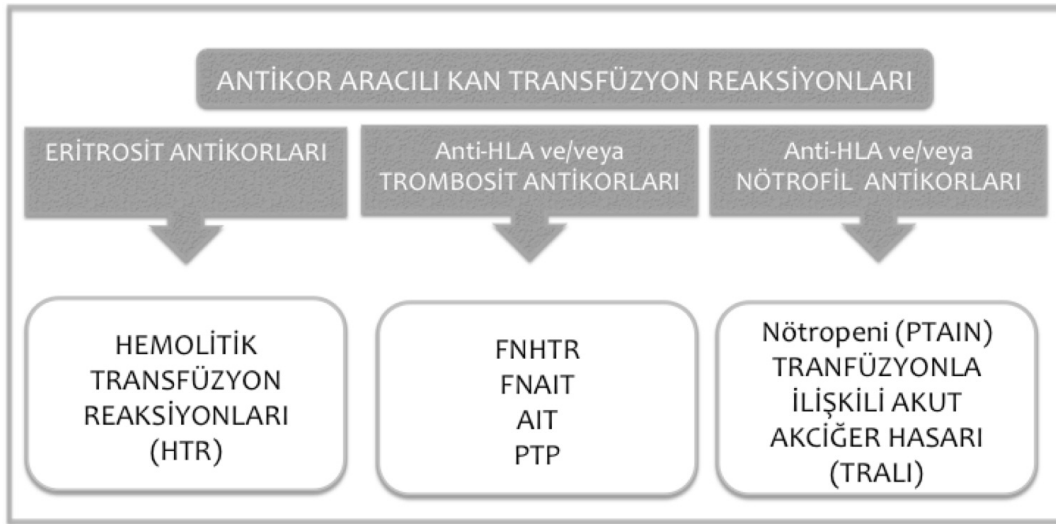 ANTİKOR ARACILI KAN TRANSFÜZYON REAKSİYONLARI
ERİTROSİT ANTİKORLARI
Anti-HLA ve/veya
TROMBOSİT ANTİKORLARI
Anti-HLA ve/veya
NÖTROFİL ANTİKORLARI
HEMOLİTİK
TRANSFÜZYON
REAKSİYONLARI
(HTR)
FNHTR
FNAIT
AIT
PTP
Nötropeni (PTAIN)
TRANFÜZYONLA
İLİŞKİLİ AKUT
AKCİĞER HASARI
(TRALI)